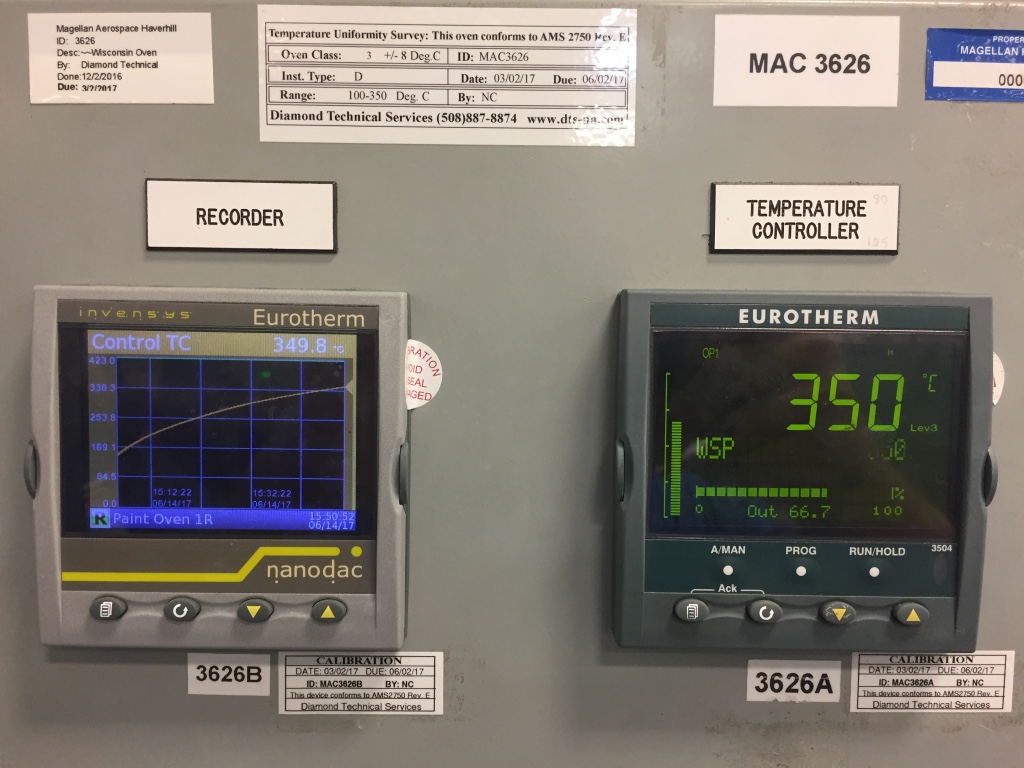 Magellan Aerospace Haverhill
ID: 3626
Desc:~~Wisconsin Oven
By: Diamond Technical
Done:12/2/2016
Due: 3/2/2017
Temperature Uniformity Survey: This oven conforms to AMS 2750 Rev. E
Oven Class: 3 +/- 8 Deg.C ID: MAC3626
Inst. Type: D Date: 03/02/17 Due: 06/02/17
Range: 100-350 Deg. C By: NC
Diamond Technical Services (508)887-8874 www.dts-qa.com
MAC 3626
MAGELLAN
000
RECORDER
TEMPERATURE
CONTROLLER
invensys
Eurotherm
Control TC 349.8 °C
423.0
338.3
253.8
169.1
84.5
0.0
15:12:22 15:32:22
06/14/17 06/14/17
Paint Oven 1R
15:50:52
06/14/17
nanodac
EUROTHERM
OP1 H
350 °C
Lev3
WSP
1%
0 Out 66.7 100
A/MAN PROG RUN/HOLD 3504
Ack
3626B
CALIBRATION
DATE: 03/02/17 DUE: 06/02/17
ID: MAC3626B BY: NC
This device conforms to AMS2750 Rev. E
Diamond Technical Services
3626A
CALIBRATION
DATE: 03/02/17 DUE: 06/02/17
ID: MAC3626A BY: NC
This device conforms to AMS2750 Rev. E
Diamond Technical Services